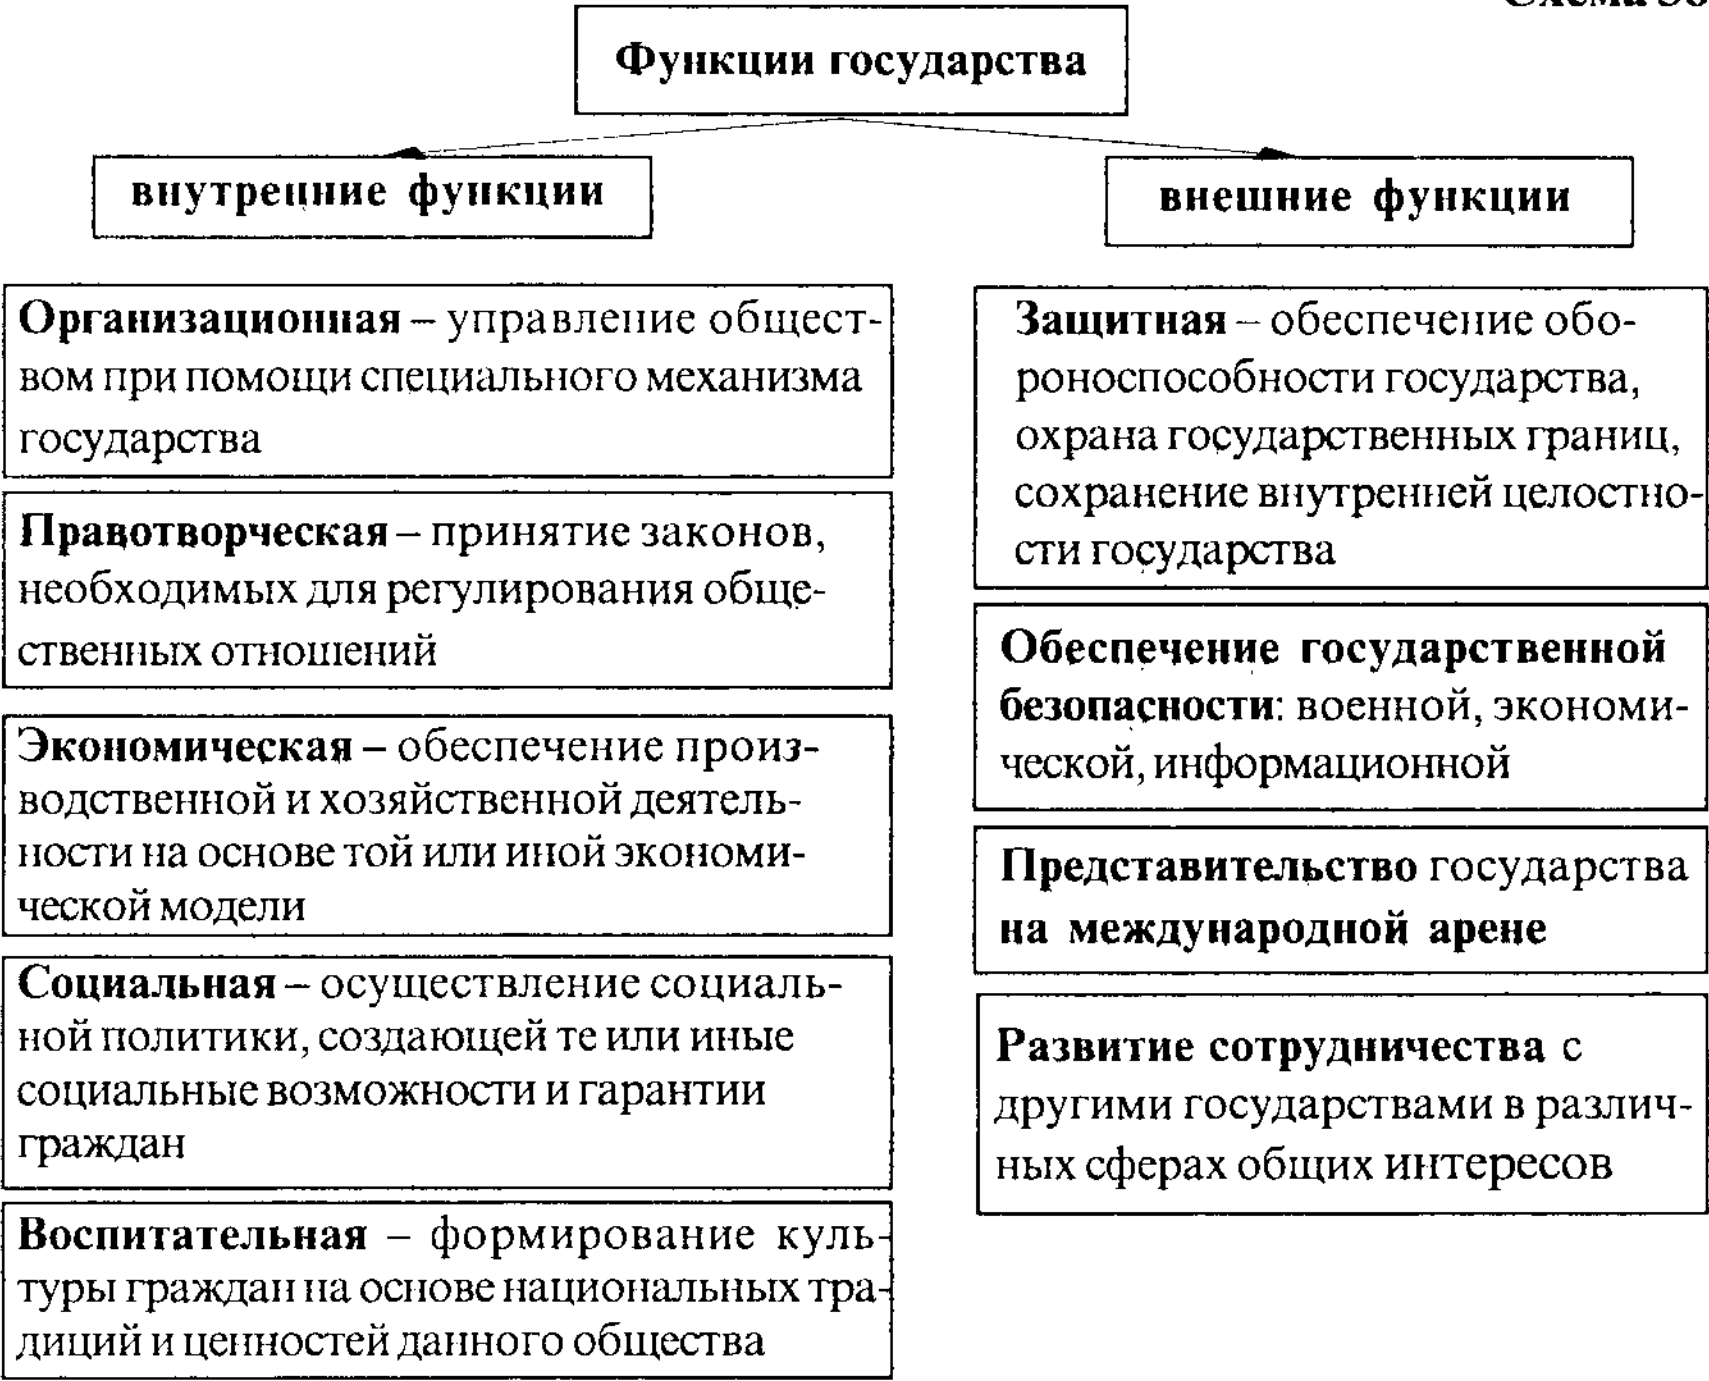 Функции государства
внутренние функции
внешние функции
Организационная – управление общест-
вом при помощи специального механизма
государства
Правотворческая – принятие законов,
необходимых для регулирования обще-
ственных отношений
Экономическая – обеспечение произ-
водственной и хозяйственной деятель-
ности на основе той или иной экономи-
ческой модели
Социальная – осуществление социаль-
ной политики, создающей те или иные
социальные возможности и гарантии
граждан
Воспитательная – формирование куль-
туры граждан на основе национальных тра-
диций и ценностей данного общества
Защитная – обеспечение обо-
роноспособности государства,
охрана государственных границ,
сохранение внутренней целостно-
сти государства
Обеспечение государственной
безопасности: военной, экономи-
ческой, информационной
Представительство государства
на международной арене
Развитие сотрудничества с
другими государствами в различ-
ных сферах общих интересов